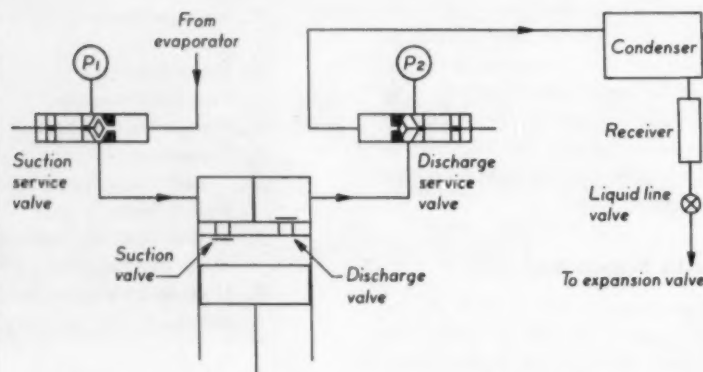 From
evaporator
P1
P2
Condenser
Suction
service
valve
Discharge
service
valve
Receiver
Liquid line
valve
Suction
valve
Discharge
valve
To expansion valve